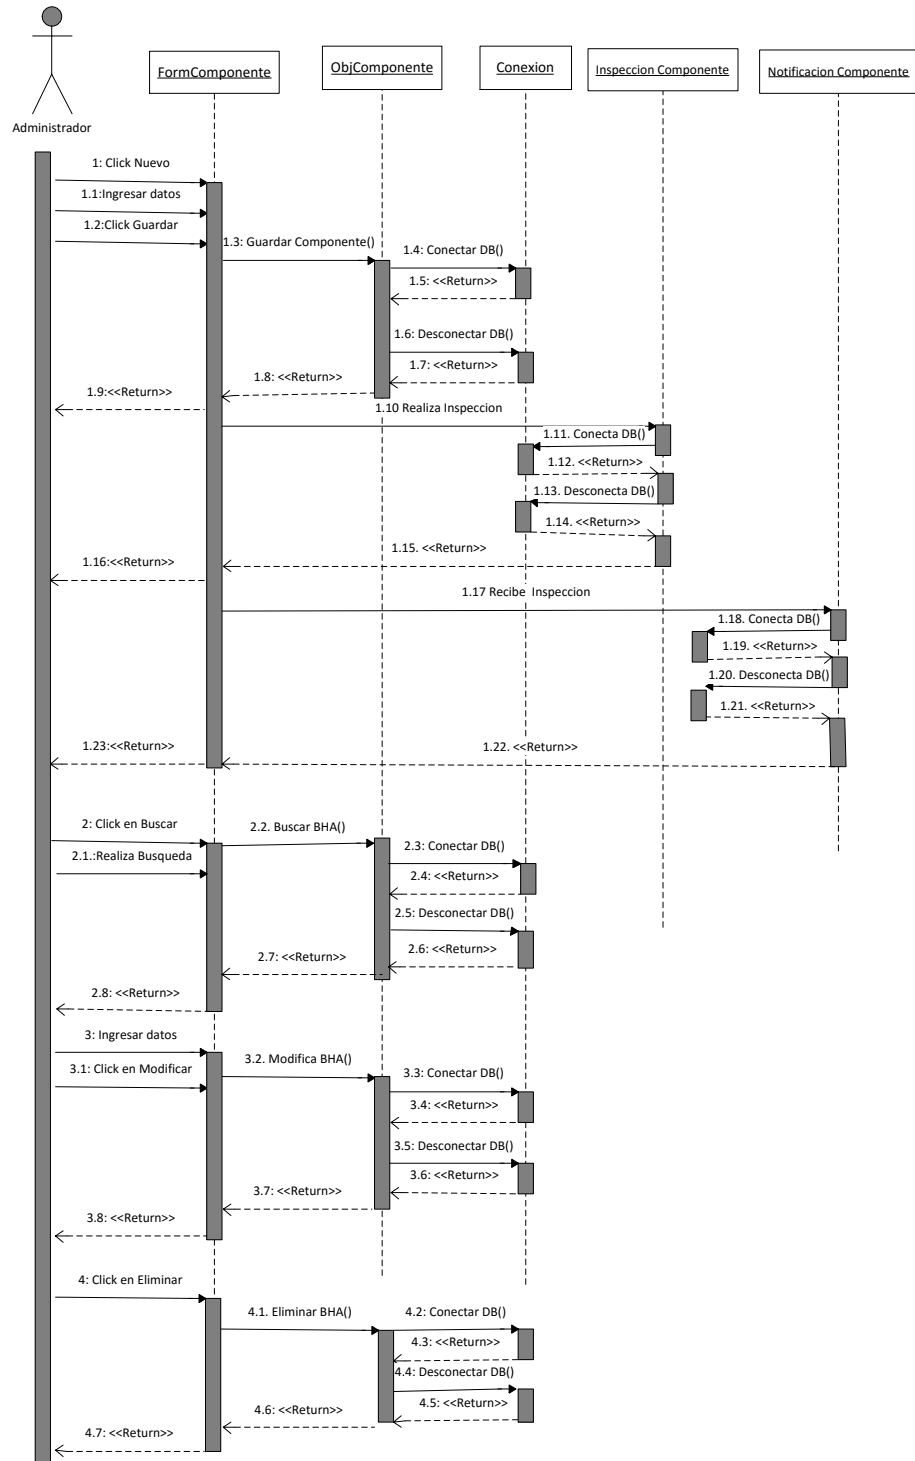 FormComponente
ObjComponente
Conexion
Inspeccion Componente
Notificacion Componente
Administrador
1: Click Nuevo
1.1:Ingresar datos
1.2:Click Guardar
1.3: Guardar Componente()
1.4: Conectar DB()
1.5: <<Return>>
1.6: Desconectar DB()
1.7: <<Return>>
1.8: <<Return>>
1.9:<<Return>>
1.10 Realiza Inspeccion
1.11. Conecta DB()
1.12. <<Return>>
1.13. Desconecta DB()
1.14. <<Return>>
1.15. <<Return>>
1.16:<<Return>>
1.17 Recibe Inspeccion
1.18. Conecta DB()
1.19. <<Return>>
1.20. Desconecta DB()
1.21. <<Return>>
1.22. <<Return>>
1.23:<<Return>>
2: Click en Buscar
2.1.:Realiza Busqueda
2.2. Buscar BHA()
2.3: Conectar DB()
2.4: <<Return>>
2.5: Desconectar DB()
2.6: <<Return>>
2.7: <<Return>>
2.8: <<Return>>
3: Ingresar datos
3.1: Click en Modificar
3.2. Modifica BHA()
3.3: Conectar DB()
3.4: <<Return>>
3.5: Desconectar DB()
3.6: <<Return>>
3.7: <<Return>>
3.8: <<Return>>
4: Click en Eliminar
4.1. Eliminar BHA()
4.2: Conectar DB()
4.3: <<Return>>
4.4: Desconectar DB()
4.5: <<Return>>
4.6: <<Return>>
4.7: <<Return>>